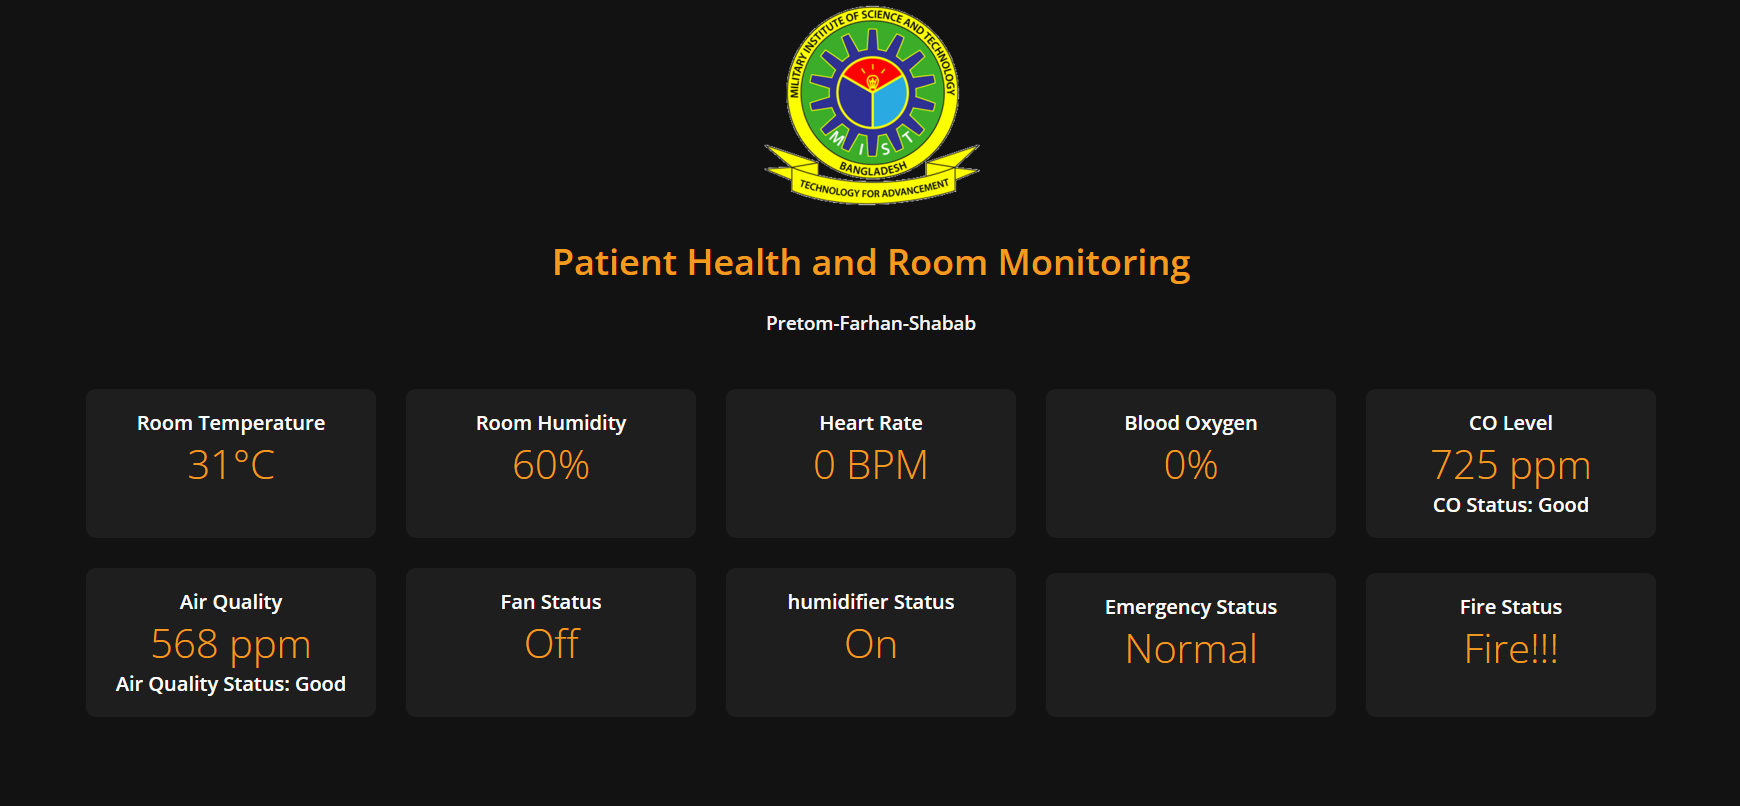 MILITARY INSTITUTE OF SCIENCE AND TECHNOLOGY
MIST
BANGLADESH
TECHNOLOGY FOR ADVANCEMENT
Patient Health and Room Monitoring
Pretom-Farhan-Shabab
Room Temperature
31°C
Room Humidity
60%
Heart Rate
0 BPM
Blood Oxygen
0%
CO Level
725 ppm
CO Status: Good
Air Quality
568 ppm
Air Quality Status: Good
Fan Status
Off
humidifier Status
On
Emergency Status
Normal
Fire Status
Fire!!!